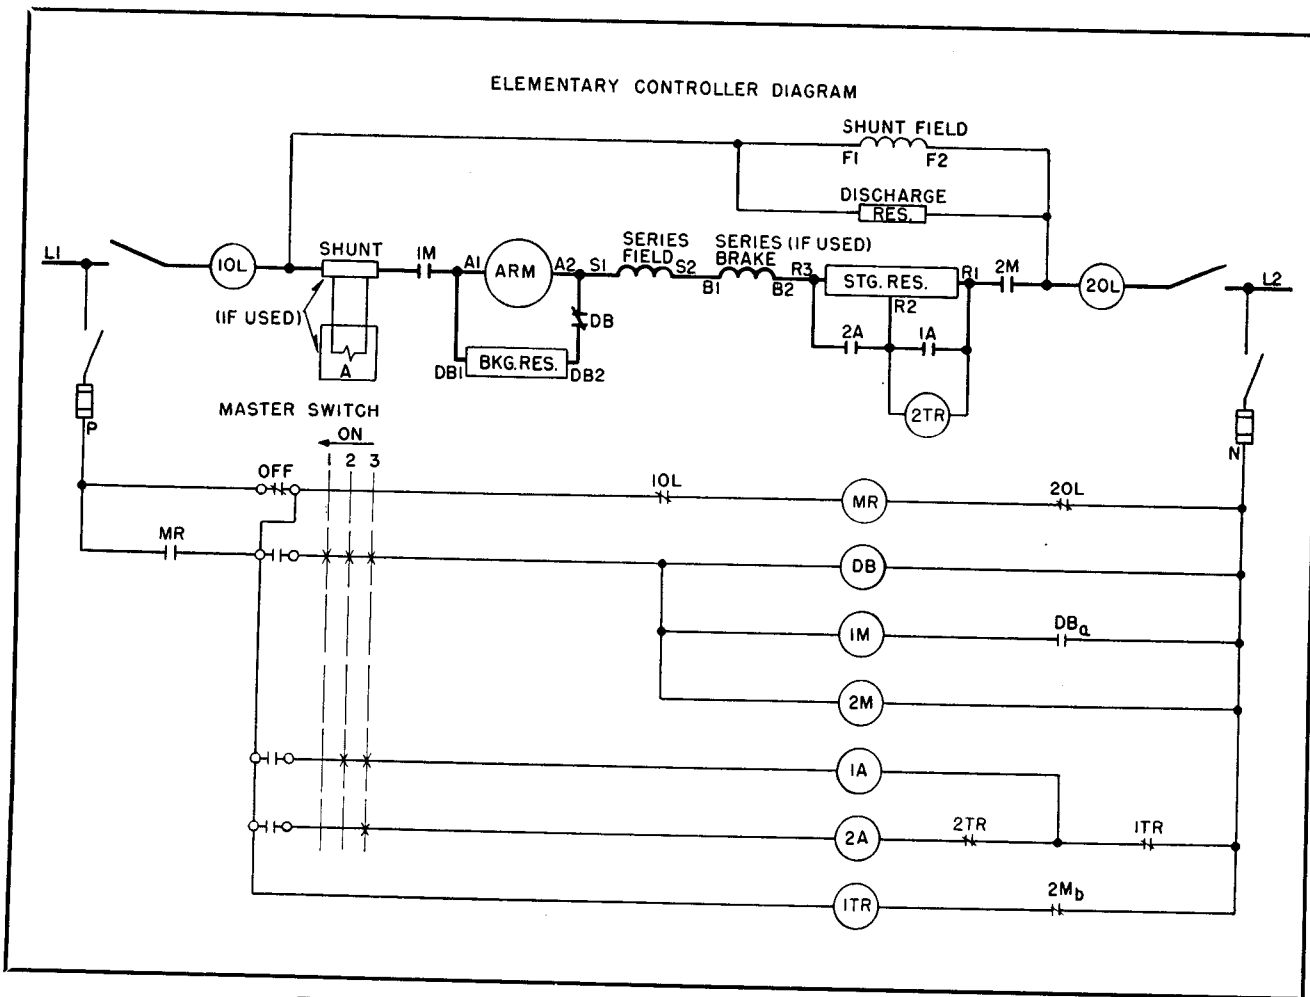 ELEMENTARY CONTROLLER DIAGRAM
SHUNT FIELD
F1 F2
DISCHARGE
RES.
L1
1OL
SHUNT
1M
A1
ARM
A2
S1
SERIES
FIELD
S2
SERIES (IF USED)
BRAKE
B1
B2
R3
STG. RES.
R1
2M
2OL
L2
R2
(IF USED)
A
DB
DB1
BKG. RES.
DB2
2A
1A
2TR
P
N
MASTER SWITCH
ON
1 2 3
OFF
1OL
MR
2OL
MR
DB
1M
DBa
2M
1A
2A
2TR
1TR
1TR
2Mb